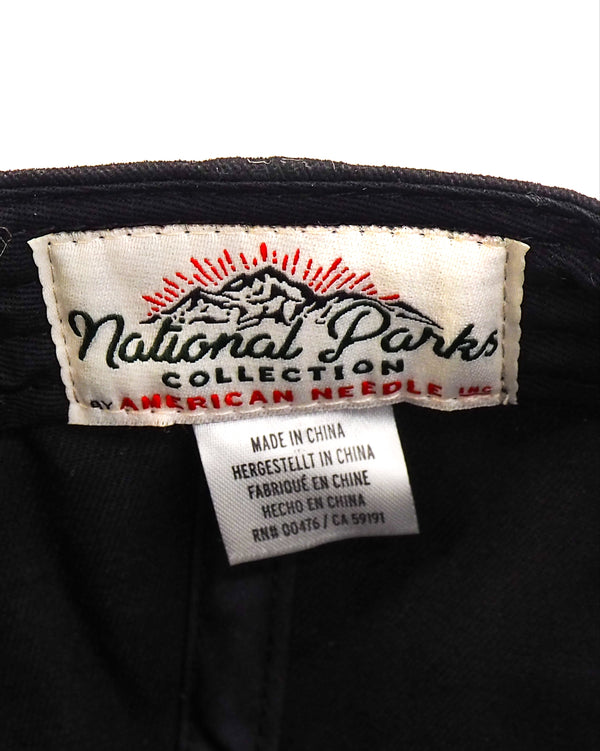 National Parks
COLLECTION
BY AMERICAN NEEDLE INC
MADE IN CHINA
HERGESTELLT IN CHINA
FABRIQUÉ EN CHINE
HECHO EN CHINA
RN# 00476 / CA 59191